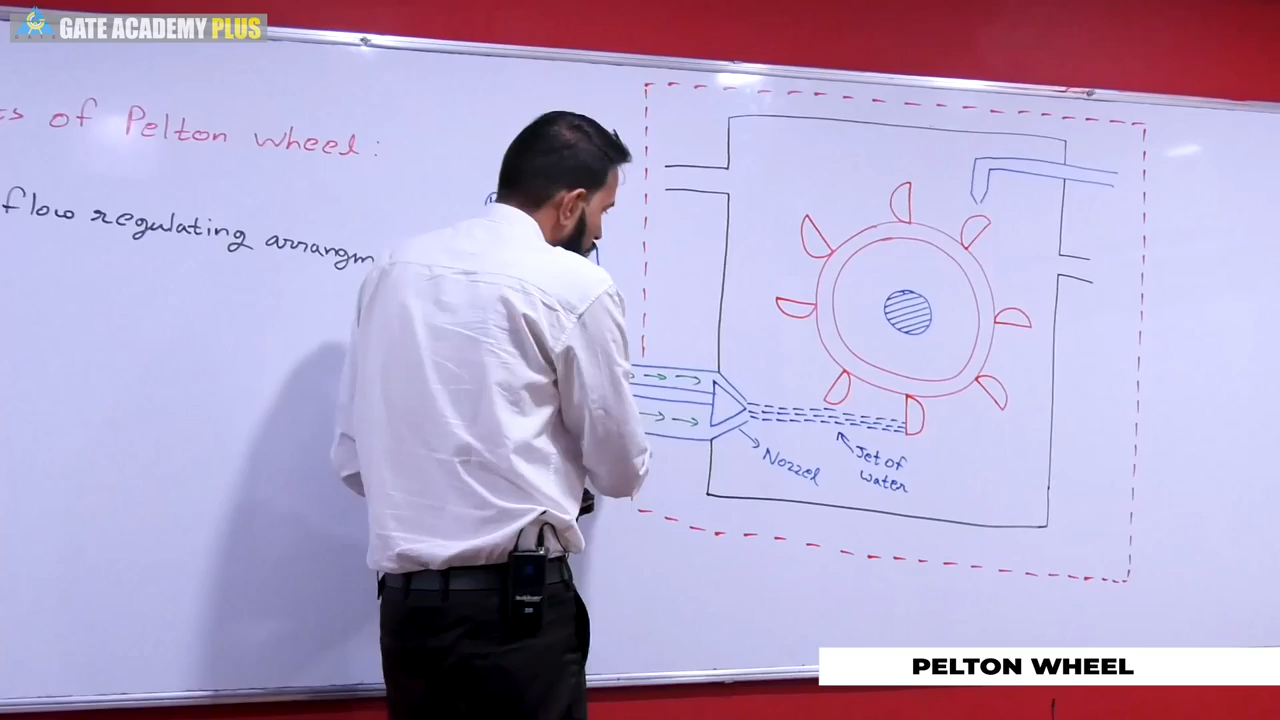 GATE ACADEMY PLUS
of Pelton wheel:
flow regulating arrangm
Nozzel
Jet of
water
PELTON WHEEL